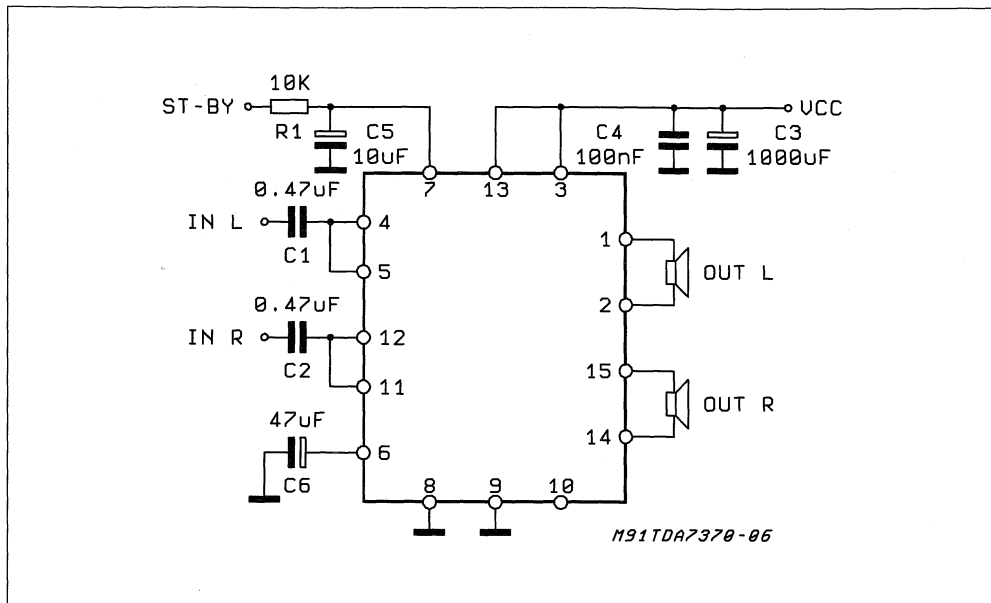 10K
ST-BY
VCC
R1
C5
10uF
C4
100nF
C3
1000uF
7
13
3
0.47uF
IN L
4
C1
5
1
OUT L
2
0.47uF
IN R
12
C2
11
15
OUT R
14
47uF
6
C6
8
9
10
M91TDA7370-06